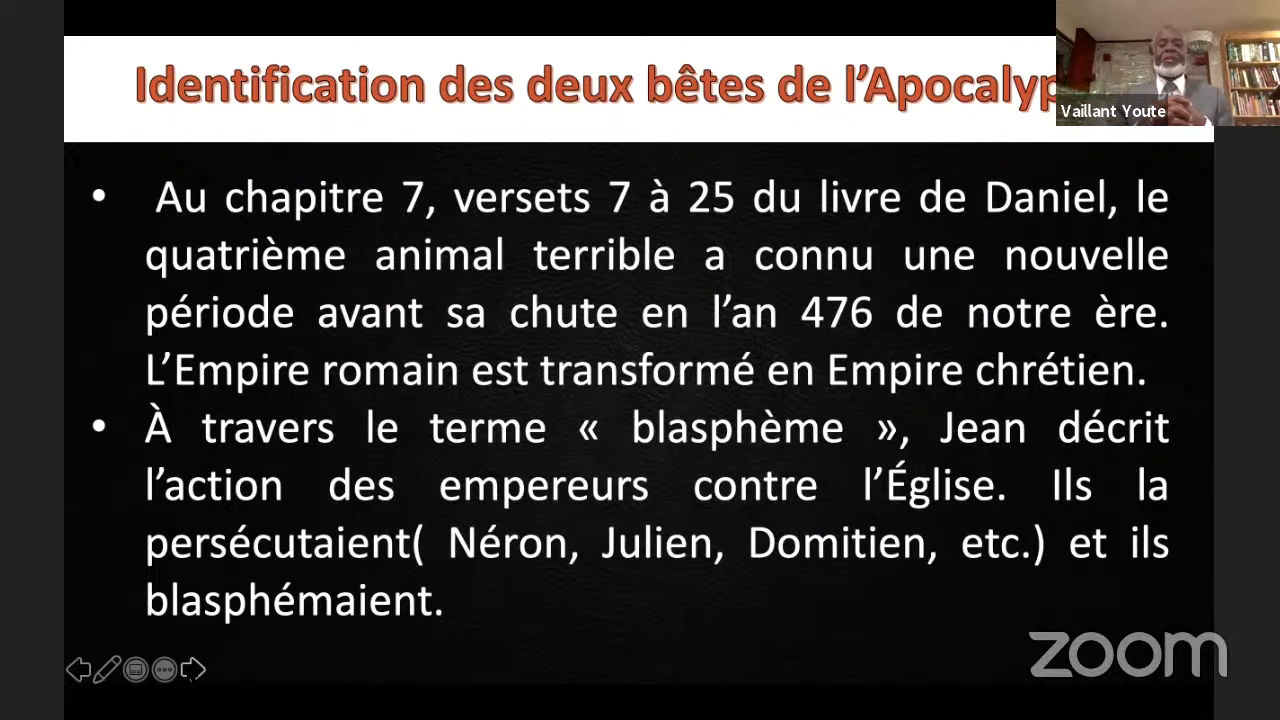 Identification des deux bêtes de l’Apocalyp
Vaillant Youte
• Au chapitre 7, versets 7 à 25 du livre de Daniel, le
quatrième animal terrible a connu une nouvelle
période avant sa chute en l’an 476 de notre ère.
L’Empire romain est transformé en Empire chrétien.
• À travers le terme « blasphème », Jean décrit
l’action des empereurs contre l’Église. Ils la
persécutaient( Néron, Julien, Domitien, etc.) et ils
blasphémaient.
zoom